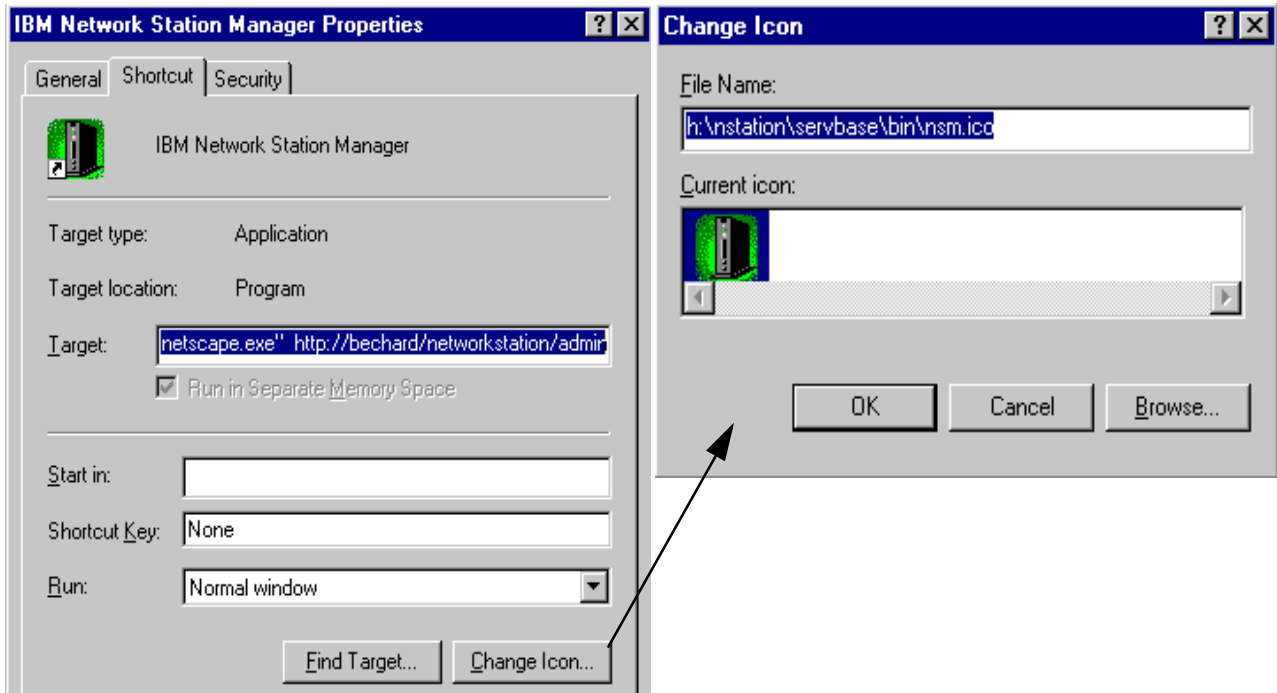 IBM Network Station Manager Properties
General Shortcut Security
IBM Network Station Manager
Target type: Application
Target location: Program
Target: netscape.exe" http://bechard/networkstation/admin
Run in Separate Memory Space
Start in:
Shortcut Key: None
Run: Normal window
Find Target... Change Icon...
Change Icon
File Name:
h:\nstation\servbase\bin\nsm.ico
Current icon:
OK Cancel Browse...